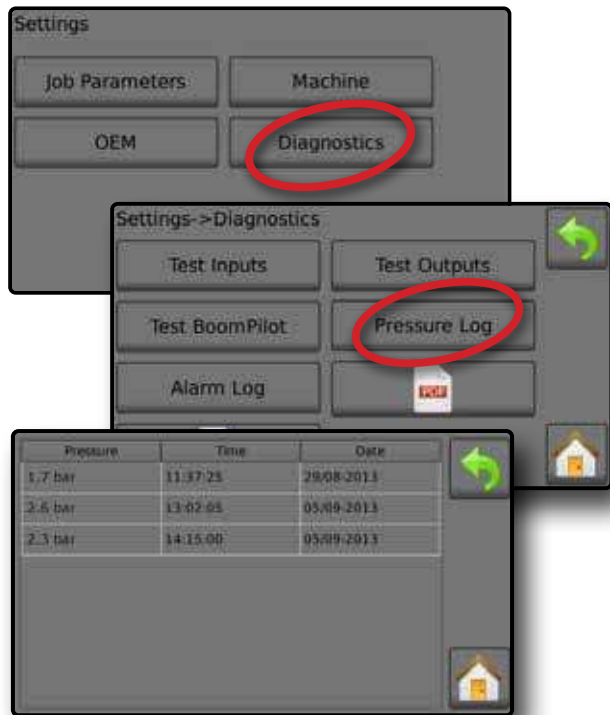 Settings
Job Parameters Machine
OEM Diagnostics
Settings->Diagnostics
Test Inputs Test Outputs
Test BoomPilot Pressure Log
Alarm Log PDF
Pressure Time Date
1.7 bar 11:37:25 29/08-2013
2.6 bar 13:02:05 05/09-2013
2.3 bar 14:15:00 05/09-2013